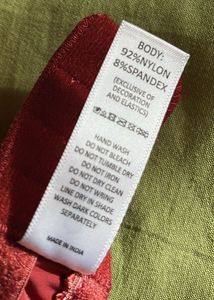 BODY:
92%NYLON
8%SPANDEX
(EXCLUSIVE OF
DECORATION
AND ELASTICS)
HAND WASH
DO NOT BLEACH
DO NOT TUMBLE DRY
DO NOT IRON
DO NOT DRY CLEAN
DO NOT WRING
LINE DRY IN SHADE
WASH DARK COLORS
SEPARATELY
MADE IN INDIA